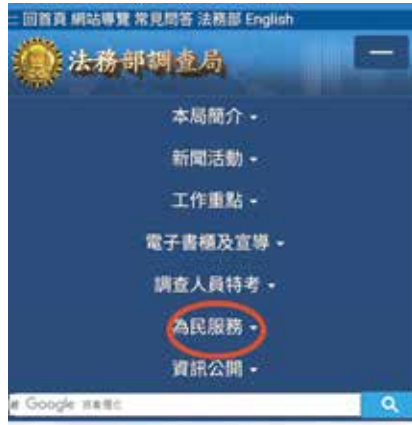 ::: 回首頁 網站導覽 常見問答 法務部 English
法務部調查局
本局簡介
新聞活動
工作重點
電子書櫃及宣導
調查人員特考
為民服務
資訊公開
Google